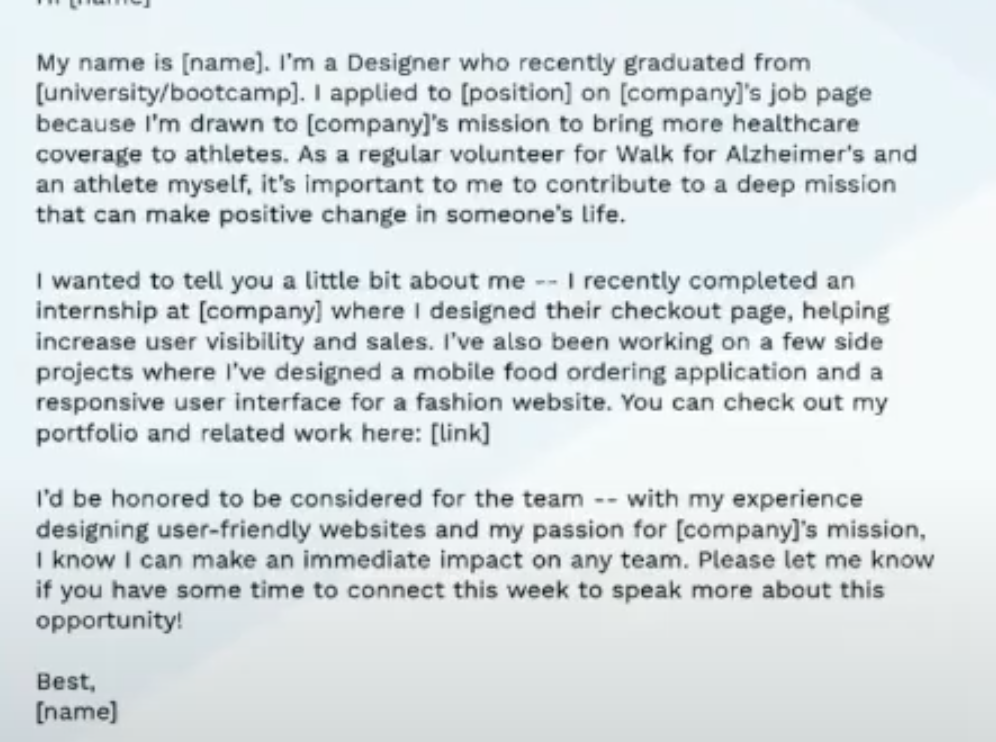 Hi [name]
My name is [name]. I'm a Designer who recently graduated from
[university/bootcamp]. I applied to [position] on [company]'s job page
because I'm drawn to [company]'s mission to bring more healthcare
coverage to athletes. As a regular volunteer for Walk for Alzheimer's and
an athlete myself, it's important to me to contribute to a deep mission
that can make positive change in someone's life.
I wanted to tell you a little bit about me -- I recently completed an
internship at [company] where I designed their checkout page, helping
increase user visibility and sales. I've also been working on a few side
projects where I've designed a mobile food ordering application and a
responsive user interface for a fashion website. You can check out my
portfolio and related work here: [link]
I'd be honored to be considered for the team -- with my experience
designing user-friendly websites and my passion for [company]'s mission,
I know I can make an immediate impact on any team. Please let me know
if you have some time to connect this week to speak more about this
opportunity!
Best,
[name]